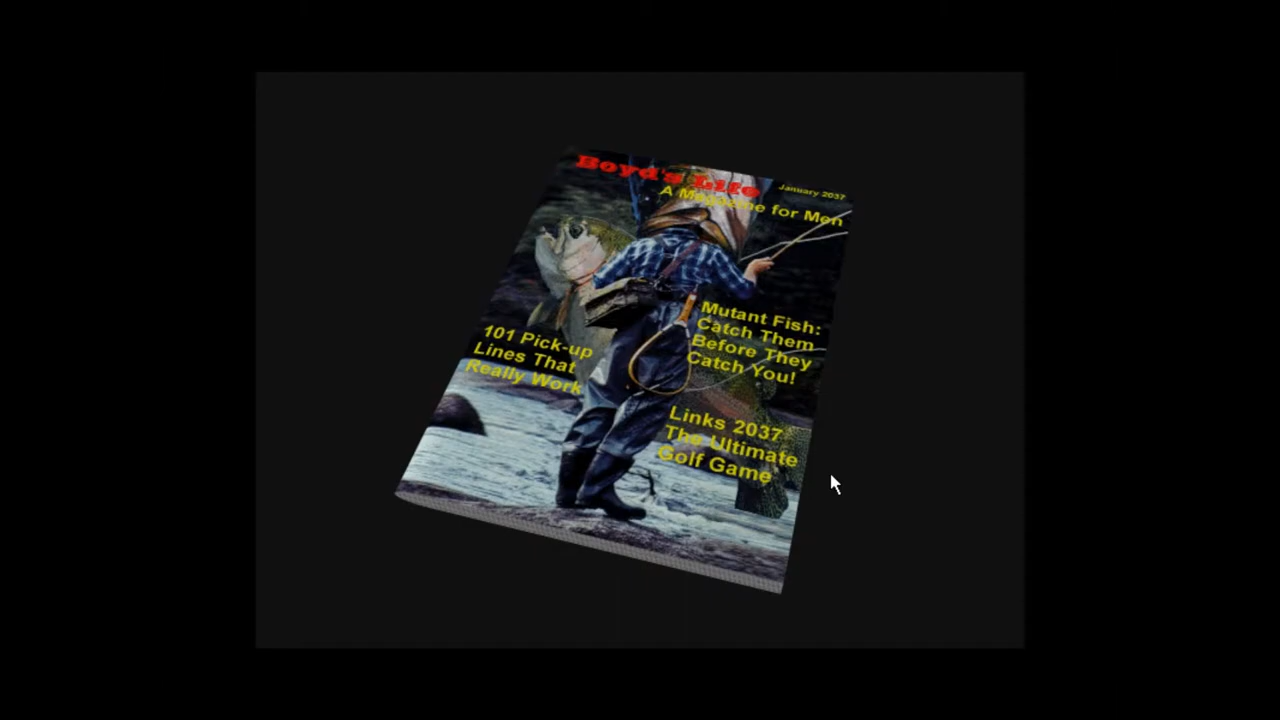 Boyd's Life
January 2037
A Magazine for Men
Mutant Fish:
Catch Them
Before They
Catch You!
101 Pick-up
Lines That
Really Work
Links 2037
The Ultimate
Golf Game